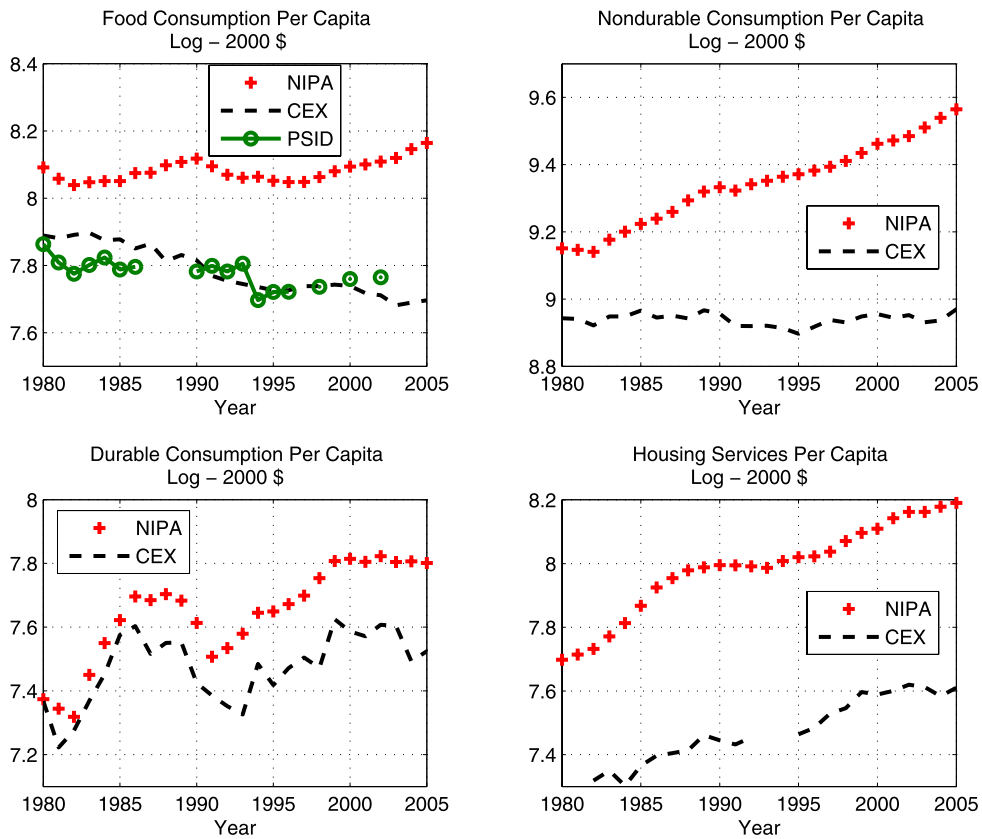 Food Consumption Per Capita
Log − 2000 $
8.4
8.2
8
7.8
7.6
1980 1985 1990 1995 2000 2005
Year
NIPA
CEX
PSID
Nondurable Consumption Per Capita
Log − 2000 $
9.6
9.4
9.2
9
8.8
1980 1985 1990 1995 2000 2005
Year
NIPA
CEX
Durable Consumption Per Capita
Log − 2000 $
8
7.8
7.6
7.4
7.2
1980 1985 1990 1995 2000 2005
Year
NIPA
CEX
Housing Services Per Capita
Log − 2000 $
8.2
8
7.8
7.6
7.4
1980 1985 1990 1995 2000 2005
Year
NIPA
CEX